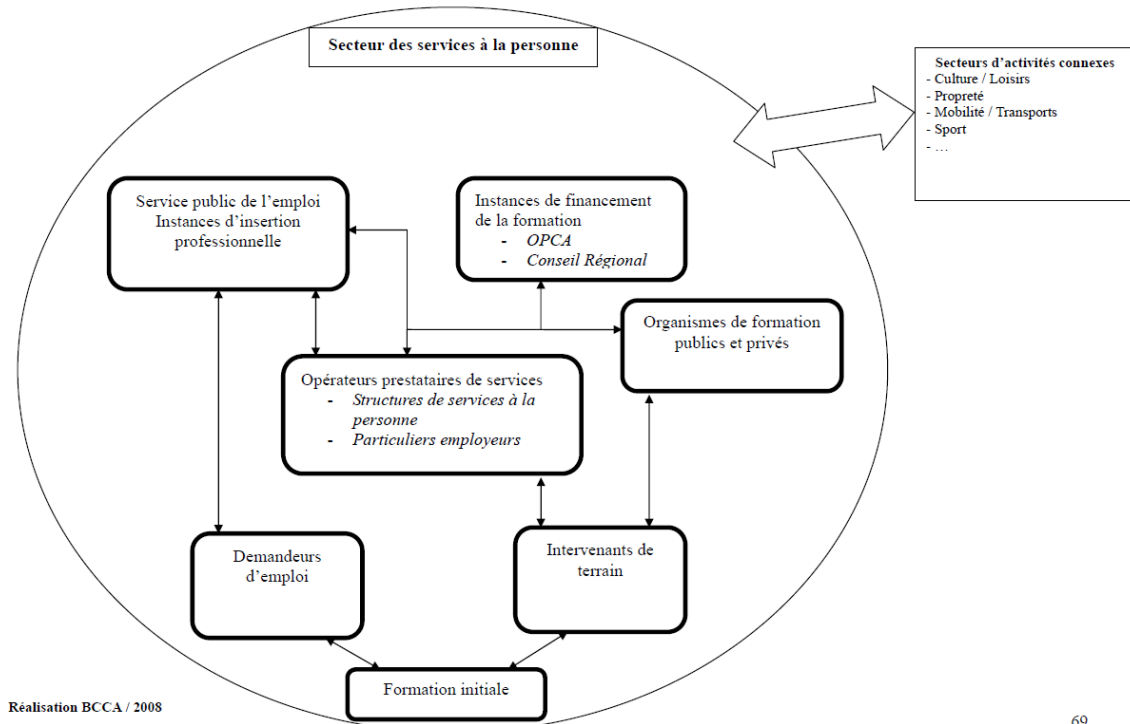 Secteur des services à la personne
Secteurs d'activités connexes
- Culture / Loisirs
- Propreté
- Mobilité / Transports
- Sport
- …
Service public de l'emploi
Instances d'insertion
professionnelle
Instances de financement
de la formation
- OPCA
- Conseil Régional
Organismes de formation
publics et privés
Opérateurs prestataires de services
- Structures de services à la
personne
- Particuliers employeurs
Demandeurs
d'emploi
Intervenants de
terrain
Formation initiale
Réalisation BCCA / 2008
69